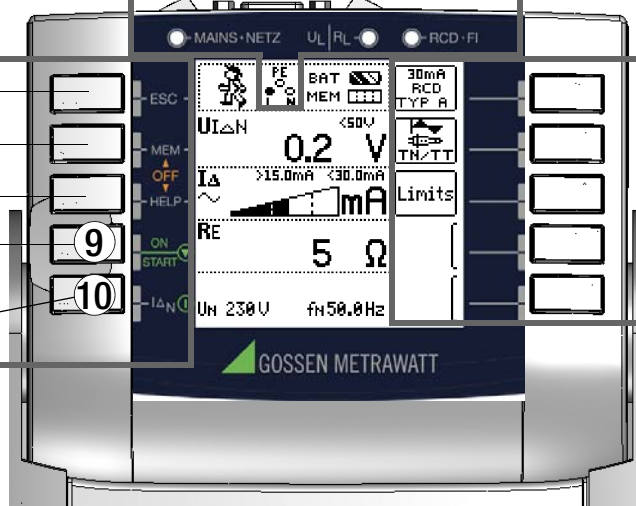 MAINS•NETZ UL RL RCD•FI
ESC
MEM
OFF
HELP
ON
START
IΔN
9
10
PE
N
BAT
MEM
UIΔN <50V
0.2 V
IΔ >15.0mA <30.0mA
mA
RE
5 Ω
UN 230V fN50.0Hz
30mA
RCD
TYP A
TN/TT
Limits
GOSSEN METRAWATT